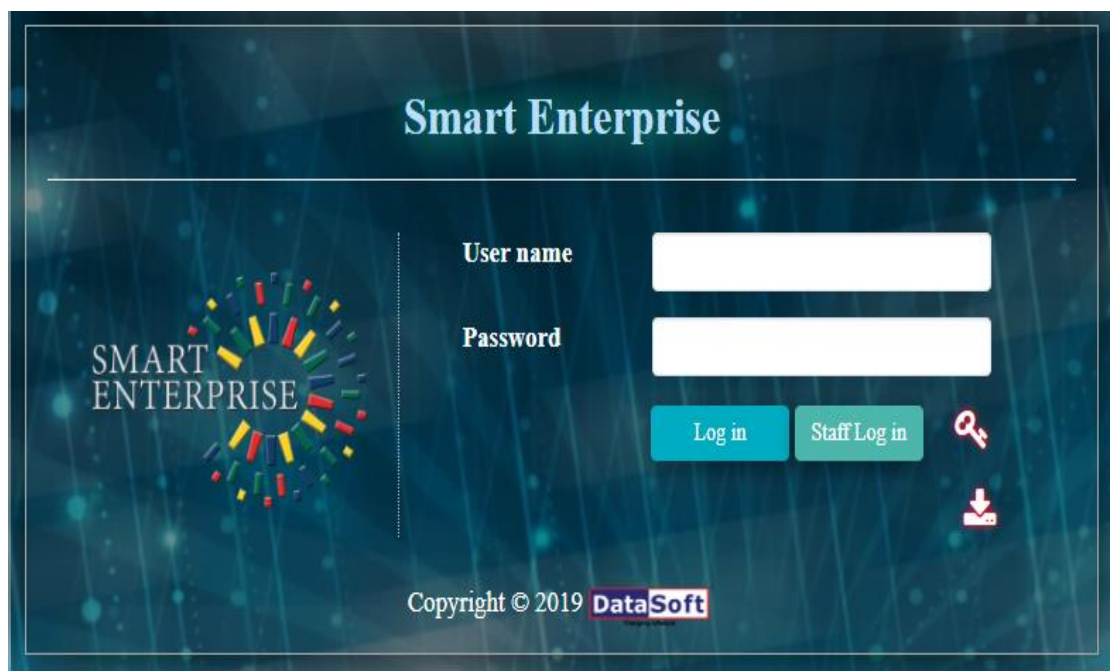 Smart Enterprise
SMART
ENTERPRISE
User name
Password
Log in
Staff Log in
Copyright © 2019 DataSoft